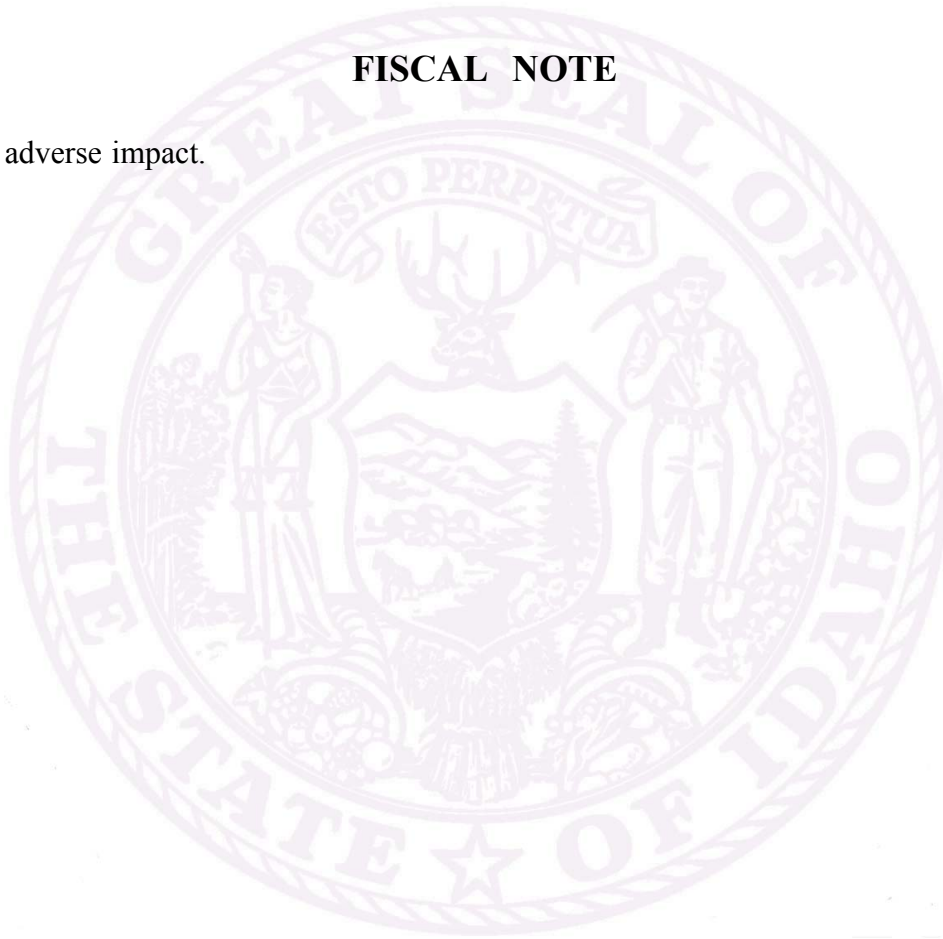 FISCAL NOTE
adverse impact.
THE GREAT SEAL OF
STATE OF IDAHO
ESTO PERPETUA